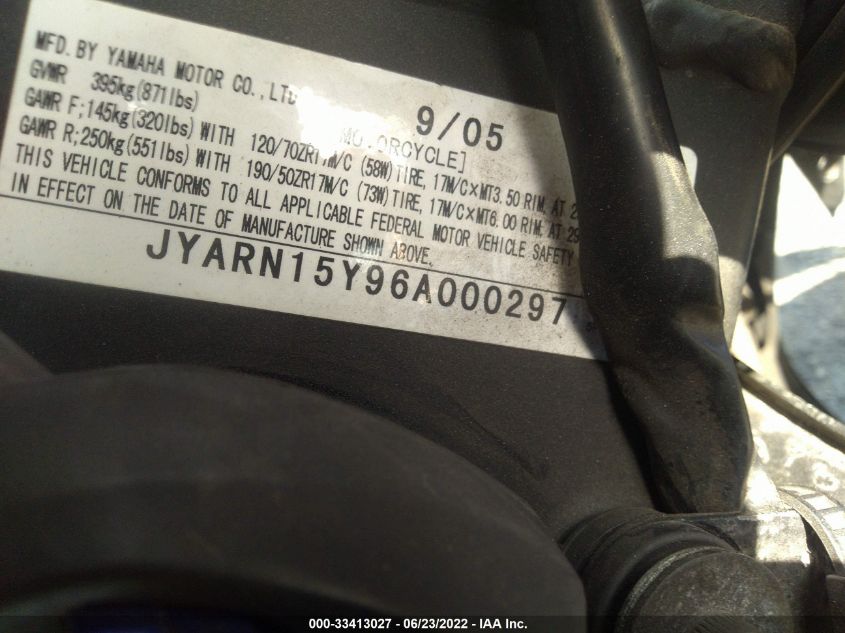 MFD. BY YAMAHA MOTOR CO., LTD 9/05
GVWR 395kg(871lbs)
GAWR F;145kg(320lbs)WITH 120/70ZR17M/C (58W)TIRE, 17M/C×MT3.50 RIM, AT
GAWR R;250kg(551lbs)WITH 190/50ZR17M/C (73W)TIRE, 17M/C×MT6.00 RIM, AT
THIS VEHICLE CONFORMS TO ALL APPLICABLE FEDERAL MOTOR VEHICLE SAFETY
IN EFFECT ON THE DATE OF MANUFACTURE SHOWN ABOVE.
JYARN15Y96A000297
000-33413027 - 06/23/2022 - IAA Inc.